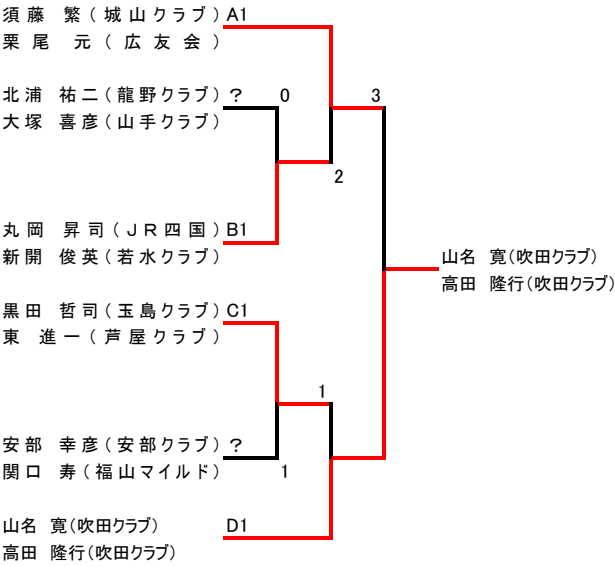 須藤 繁(城山クラブ) A1
栗尾 元(広友会)
北浦 祐二(龍野クラブ) ? 0 3
大塚 喜彦(山手クラブ)
2
丸岡 昇司(JR四国) B1
新開 俊英(若水クラブ)
山名 寛(吹田クラブ)
高田 隆行(吹田クラブ)
黒田 哲司(玉島クラブ) C1
東 進一(芦屋クラブ)
1
安部 幸彦(安部クラブ) ?
関口 寿(福山マイルド) 1
山名 寛(吹田クラブ) D1
高田 隆行(吹田クラブ)